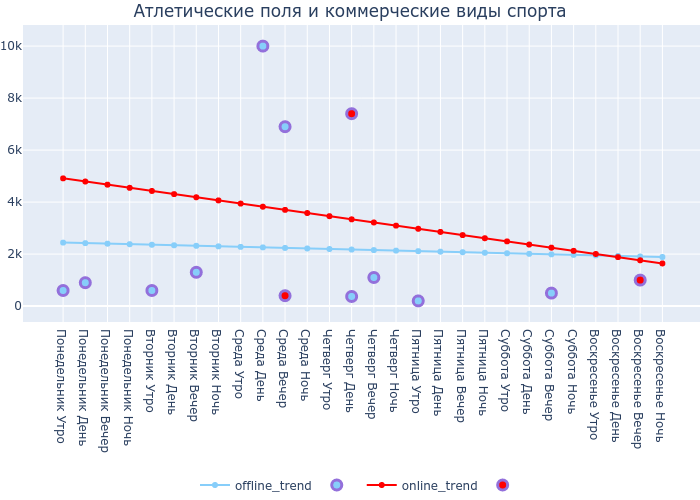 Атлетические поля и коммерческие виды спорта
10k
8k
6k
4k
2k
0
Понедельник Утро
Понедельник День
Понедельник Вечер
Понедельник Ночь
Вторник Утро
Вторник День
Вторник Вечер
Вторник Ночь
Среда Утро
Среда День
Среда Вечер
Среда Ночь
Четверг Утро
Четверг День
Четверг Вечер
Четверг Ночь
Пятница Утро
Пятница День
Пятница Вечер
Пятница Ночь
Суббота Утро
Суббота День
Суббота Вечер
Суббота Ночь
Воскресенье Утро
Воскресенье День
Воскресенье Вечер
Воскресенье Ночь
offline_trend online_trend